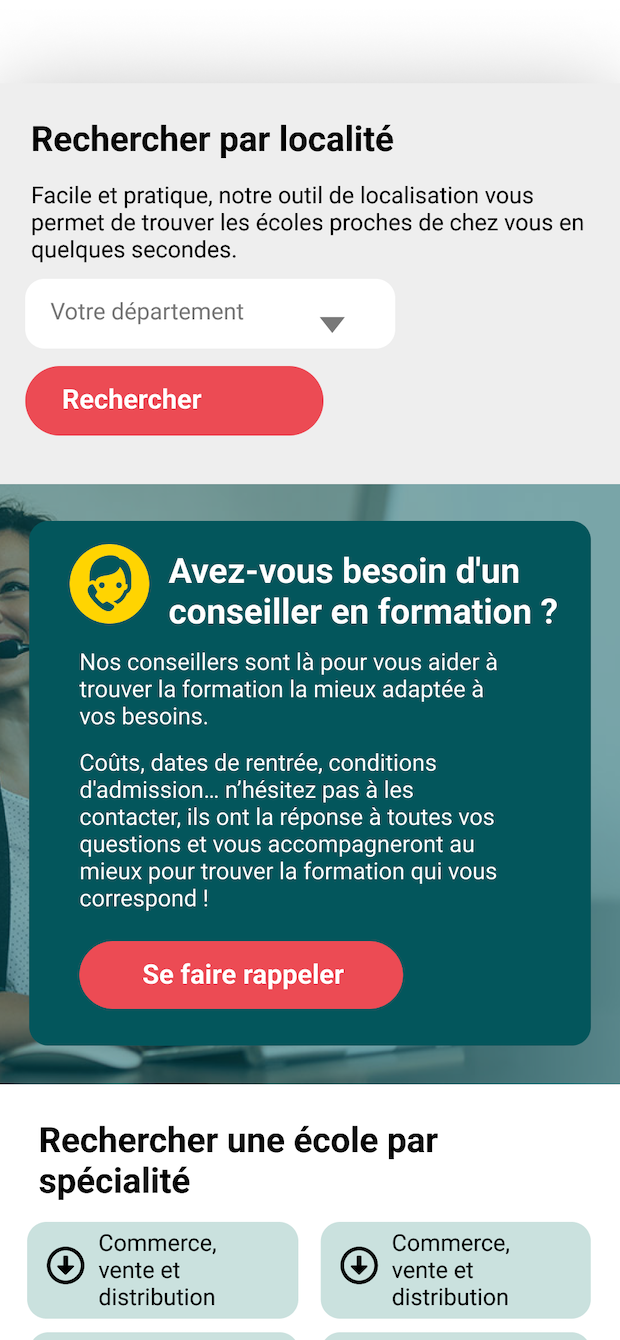 Rechercher par localité
Facile et pratique, notre outil de localisation vous
permet de trouver les écoles proches de chez vous en
quelques secondes.
Votre département
Rechercher
Avez-vous besoin d'un
conseiller en formation ?
Nos conseillers sont là pour vous aider à
trouver la formation la mieux adaptée à
vos besoins.
Coûts, dates de rentrée, conditions
d'admission… n’hésitez pas à les
contacter, ils ont la réponse à toutes vos
questions et vous accompagneront au
mieux pour trouver la formation qui vous
correspond !
Se faire rappeler
Rechercher une école par
spécialité
Commerce,
vente et
distribution
Commerce,
vente et
distribution